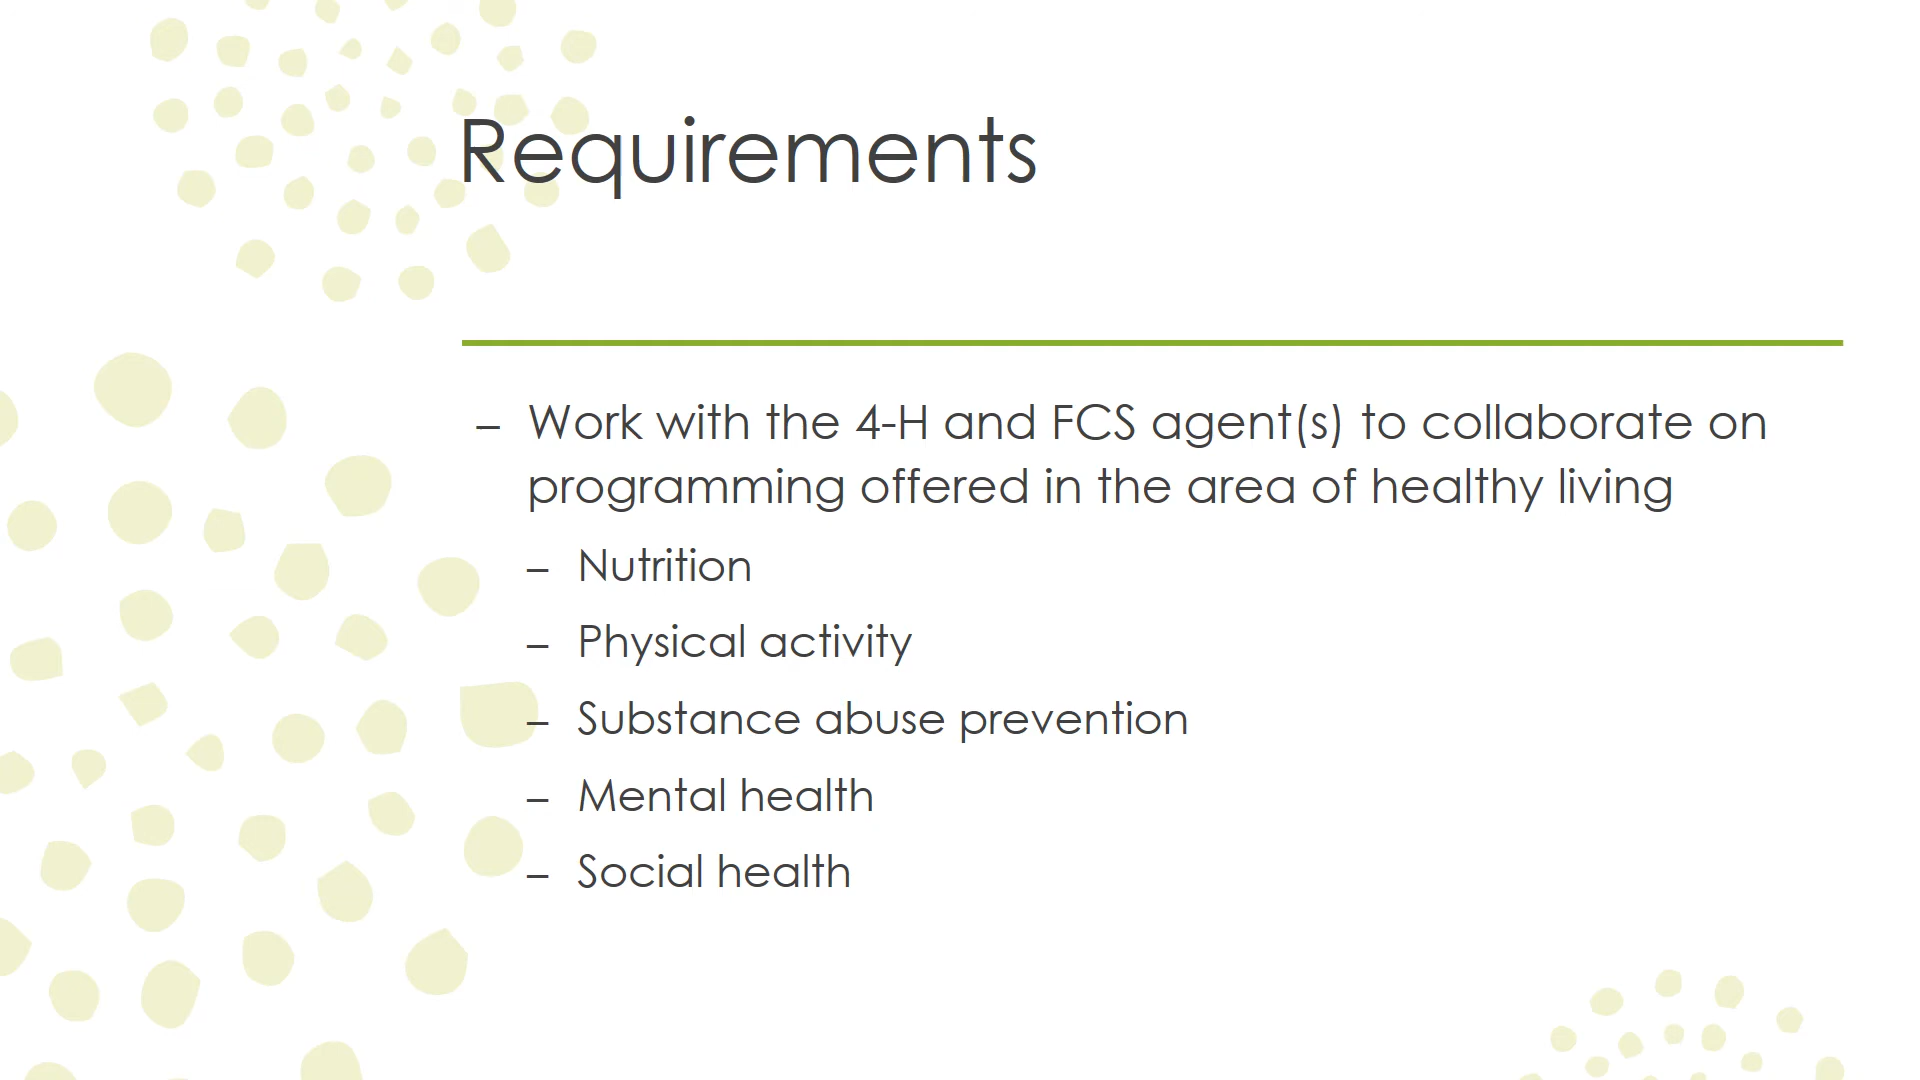 Requirements
– Work with the 4-H and FCS agent(s) to collaborate on
programming offered in the area of healthy living
– Nutrition
– Physical activity
– Substance abuse prevention
– Mental health
– Social health